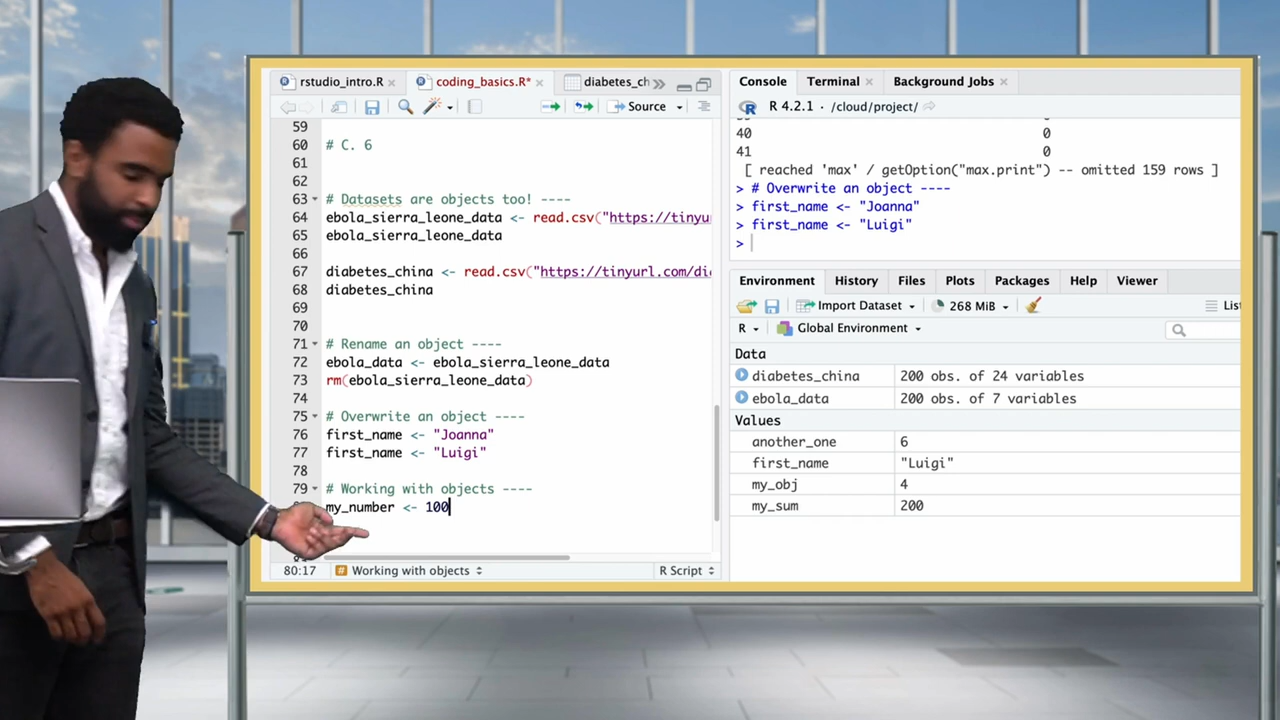 rstudio_intro.R
coding_basics.R*
diabetes_ch
Source
59
60 # C. 6
61
62
63 # Datasets are objects too! ----
64 ebola_sierra_leone_data <- read.csv("https://tinyu
65 ebola_sierra_leone_data
66
67 diabetes_china <- read.csv("https://tinyurl.com/di
68 diabetes_china
69
70
71 # Rename an object ----
72 ebola_data <- ebola_sierra_leone_data
73 rm(ebola_sierra_leone_data)
74
75 # Overwrite an object ----
76 first_name <- "Joanna"
77 first_name <- "Luigi"
78
79 # Working with objects ----
my_number <- 100
80:17 # Working with objects R Script
Console Terminal Background Jobs
R R 4.2.1 · /cloud/project/
40 0
41 0
[ reached 'max' / getOption("max.print") -- omitted 159 rows ]
> # Overwrite an object ----
> first_name <- "Joanna"
> first_name <- "Luigi"
>
Environment History Files Plots Packages Help Viewer
Import Dataset 268 MiB List
R Global Environment
Data
diabetes_china 200 obs. of 24 variables
ebola_data 200 obs. of 7 variables
Values
another_one 6
first_name "Luigi"
my_obj 4
my_sum 200